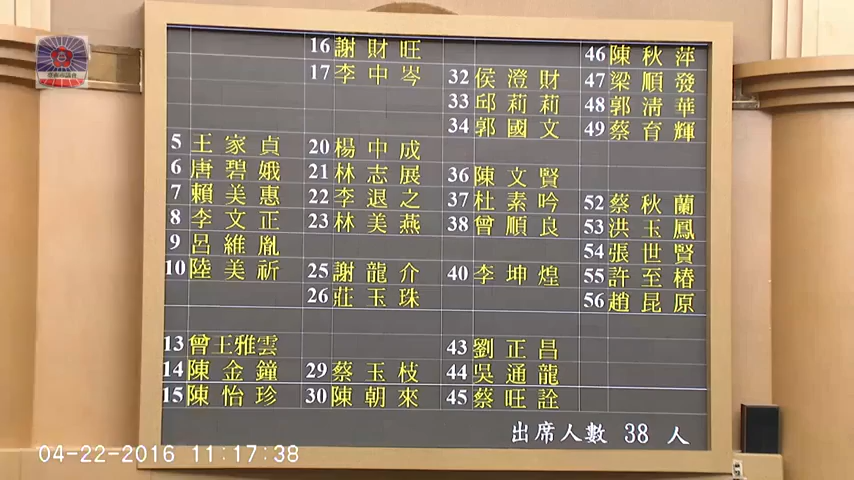 16 謝財旺 46 陳秋萍
17 李中岑 32 侯澄財 47 梁順發
33 邱莉莉 48 郭清華
34 郭國文 49 蔡育輝
5 王家貞 20 楊中成
6 唐碧娥 21 林志展 36 陳文賢
7 賴美惠 22 李退之 37 杜素吟 52 蔡秋蘭
8 李文正 23 林美燕 38 曾順良 53 洪玉鳳
9 呂維胤 54 張世賢
10 陸美祈 25 謝龍介 40 李坤煌 55 許至椿
26 莊玉珠 56 趙昆原
13 曾王雅雲 43 劉正昌
14 陳金鐘 29 蔡玉枝 44 吳通龍
15 陳怡珍 30 陳朝來 45 蔡旺詮
出席人數 38 人
04-22-2016 11:17:38